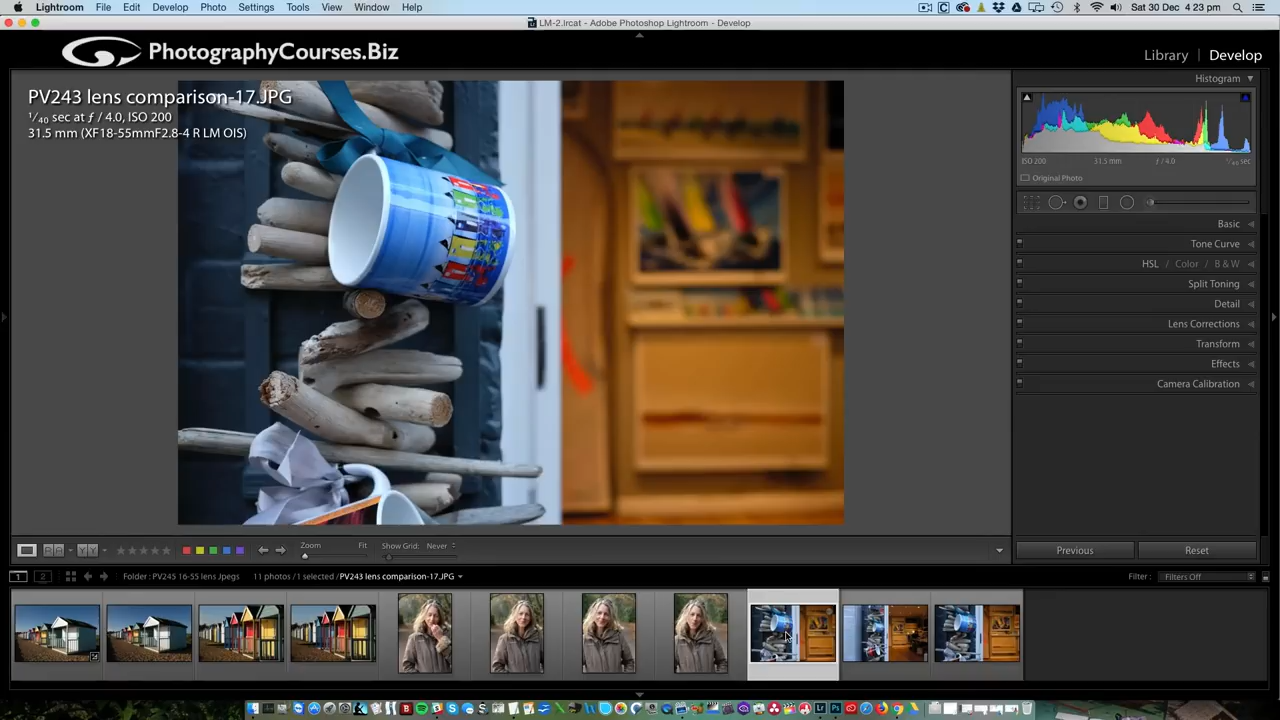 Lightroom File Edit Develop Photo Settings Tools View Window Help Sat 30 Dec 4:23 pm
LM-2.lrcat - Adobe Photoshop Lightroom - Develop
PhotographyCourses.Biz
Library | Develop
Histogram
PV243 lens comparison-17.JPG
1/40 sec at ƒ / 4.0, ISO 200
31.5 mm (XF18-55mmF2.8-4 R LM OIS)
ISO 200 31.5 mm ƒ / 4.0 1/40 sec
Original Photo
Basic
Tone Curve
HSL / Color / B & W
Split Toning
Detail
Lens Corrections
Transform
Effects
Camera Calibration
Zoom Fit Show Grid: Never
Previous Reset
1 2 Folder : PV245 16-55 lens Jpegs 11 photos / 1 selected / PV243 lens comparison-17.JPG Filter : Filters Off